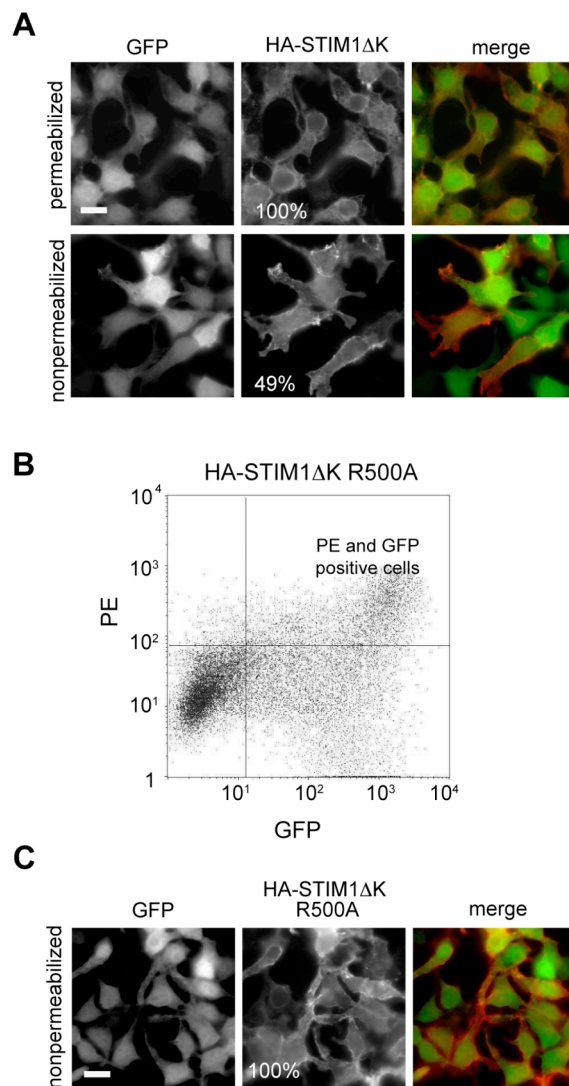 A
GFP HA-STIM1ΔK merge
permeabilized
100%
nonpermeabilized
49%
B
HA-STIM1ΔK R500A
10⁴
PE and GFP
positive cells
10³
PE
10²
10¹
1
10¹ 10² 10³ 10⁴
GFP
C
GFP HA-STIM1ΔK
R500A merge
nonpermeabilized
100%